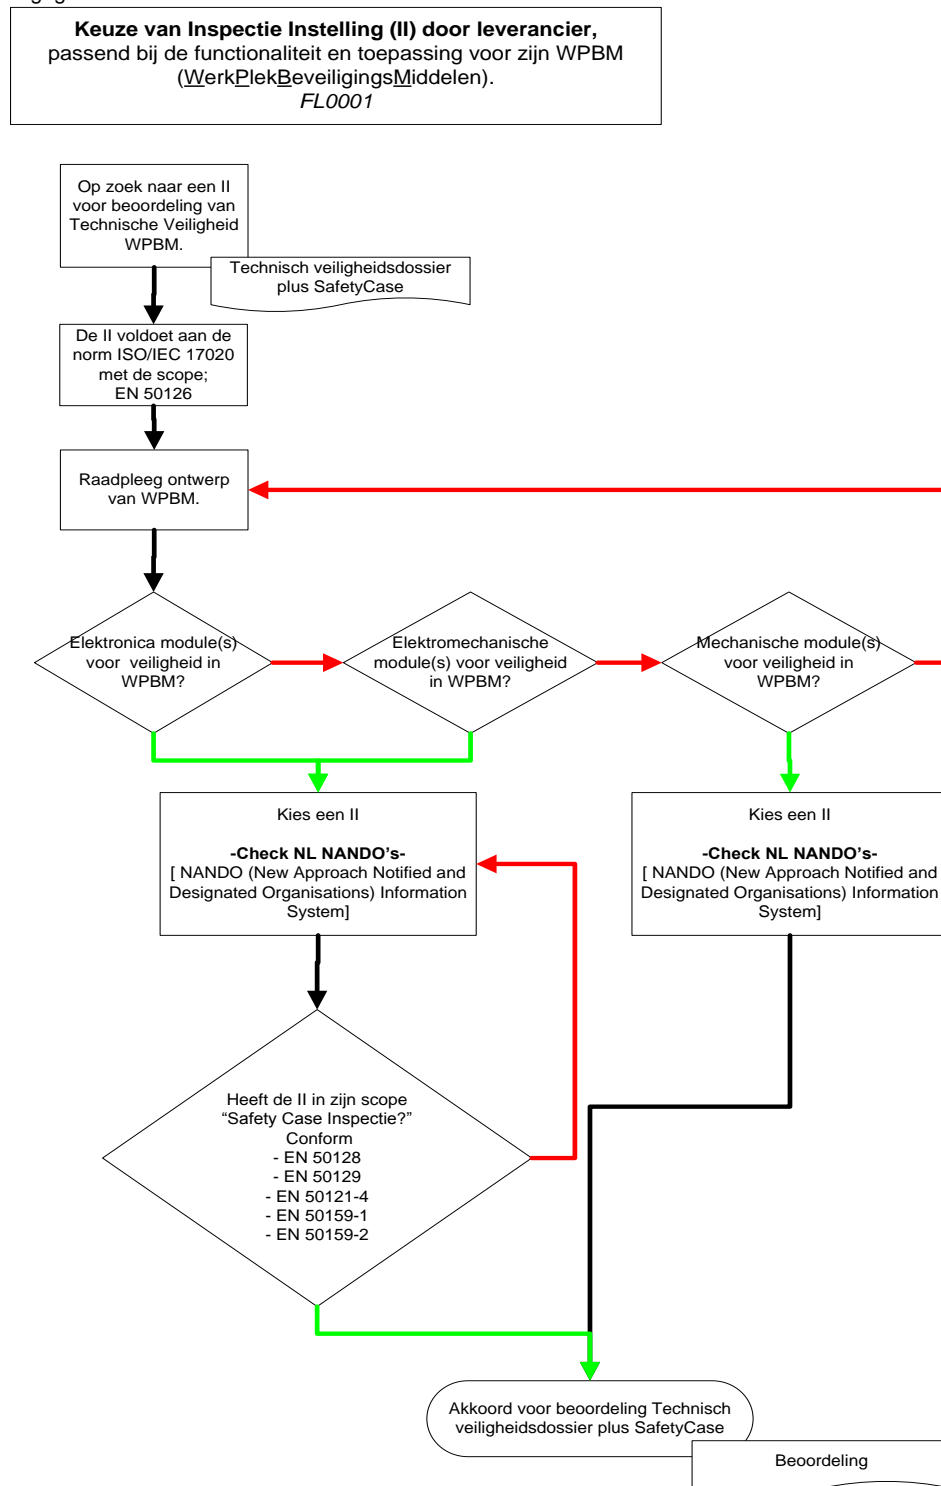 Keuze van Inspectie Instelling (II) door leverancier,
passend bij de functionaliteit en toepassing voor zijn WPBM
(WerkPlekBeveiligingsMiddelen).
FL0001
Op zoek naar een II
voor beoordeling van
Technische Veiligheid
WPBM.
Technisch veiligheidsdossier
plus SafetyCase
De II voldoet aan de
norm ISO/IEC 17020
met de scope;
EN 50126
Raadpleeg ontwerp
van WPBM.
Elektronica module(s)
voor veiligheid in
WPBM?
Elektromechanische
module(s) voor veiligheid
in WPBM?
Mechanische module(s)
voor veiligheid in
WPBM?
Kies een II
-Check NL NANDO's-
[ NANDO (New Approach Notified and
Designated Organisations) Information
System]
Kies een II
-Check NL NANDO's-
[ NANDO (New Approach Notified and
Designated Organisations) Information
System]
Heeft de II in zijn scope
“Safety Case Inspectie?”
Conform
- EN 50128
- EN 50129
- EN 50121-4
- EN 50159-1
- EN 50159-2
Akkoord voor beoordeling Technisch
veiligheidsdossier plus SafetyCase
Beoordeling